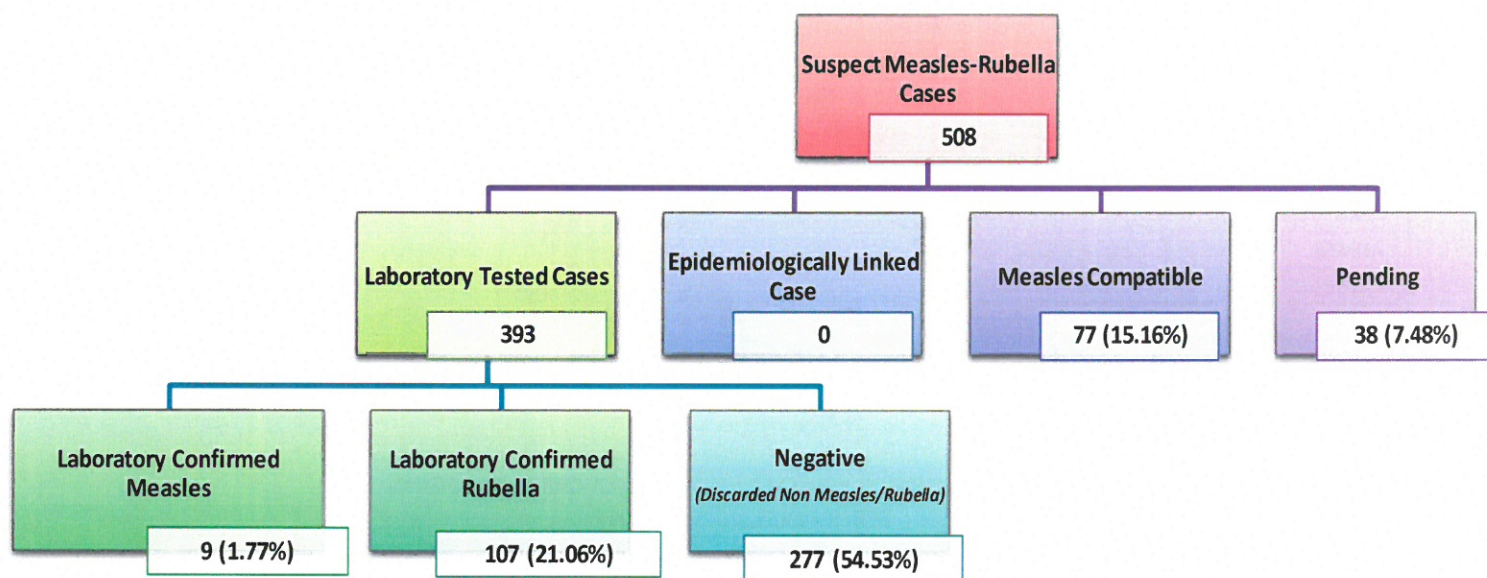 Suspect Measles-Rubella
Cases
508
Laboratory Tested Cases
393
Epidemiologically Linked
Case
0
Measles Compatible
77 (15.16%)
Pending
38 (7.48%)
Laboratory Confirmed
Measles
9 (1.77%)
Laboratory Confirmed
Rubella
107 (21.06%)
Negative
(Discarded Non Measles/Rubella)
277 (54.53%)